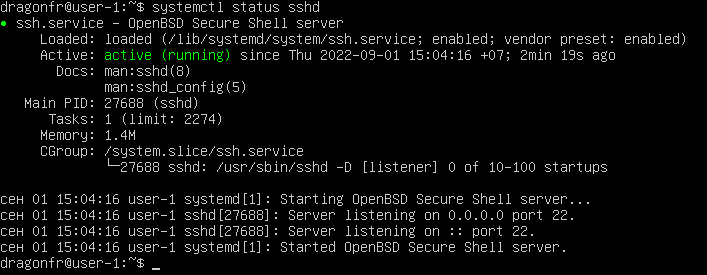 dragonfr@user-1:~$ systemctl status sshd
● ssh.service - OpenBSD Secure Shell server
Loaded: loaded (/lib/systemd/system/ssh.service; enabled; vendor preset: enabled)
Active: active (running) since Thu 2022-09-01 15:04:16 +07; 2min 19s ago
Docs: man:sshd(8)
man:sshd_config(5)
Main PID: 27688 (sshd)
Tasks: 1 (limit: 2274)
Memory: 1.4M
CGroup: /system.slice/ssh.service
└─27688 sshd: /usr/sbin/sshd -D [listener] 0 of 10-100 startups
сен 01 15:04:16 user-1 systemd[1]: Starting OpenBSD Secure Shell server...
сен 01 15:04:16 user-1 sshd[27688]: Server listening on 0.0.0.0 port 22.
сен 01 15:04:16 user-1 sshd[27688]: Server listening on :: port 22.
сен 01 15:04:16 user-1 systemd[1]: Started OpenBSD Secure Shell server.
dragonfr@user-1:~$ _